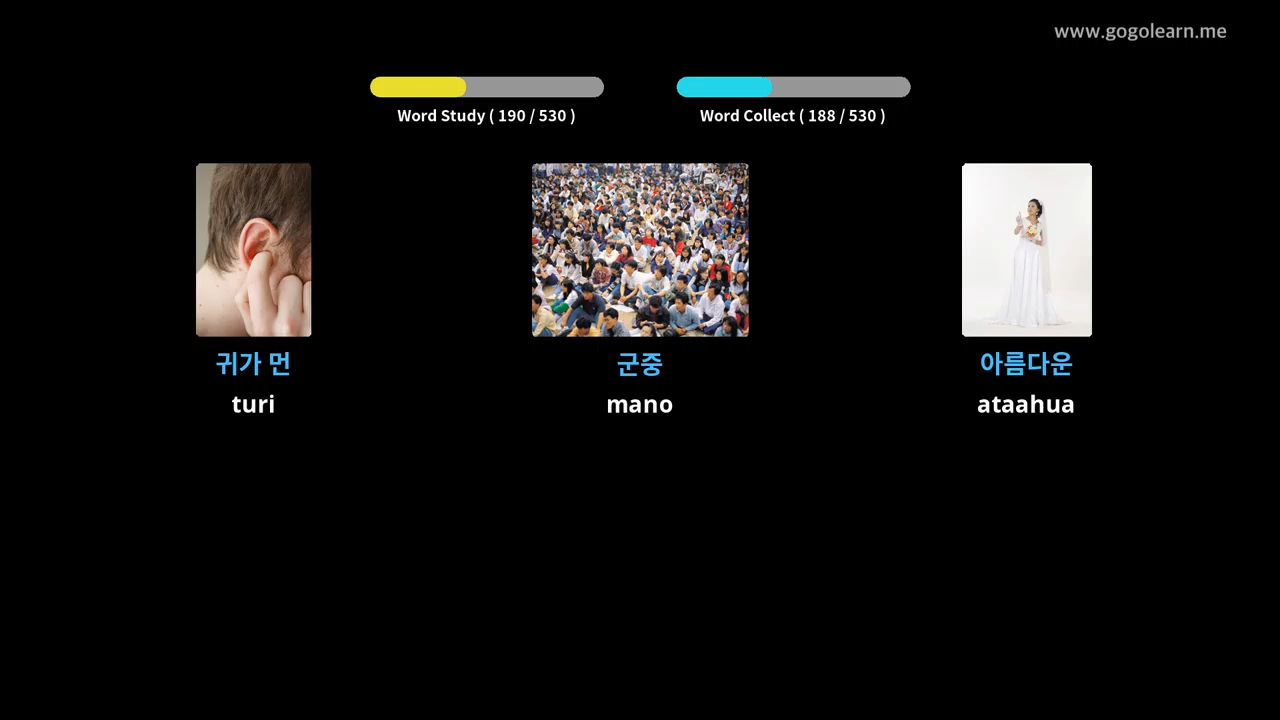 www.gogolearn.me
Word Study ( 190 / 530 )
Word Collect ( 188 / 530 )
귀가 먼
군중
아름다운
turi
mano
ataahua